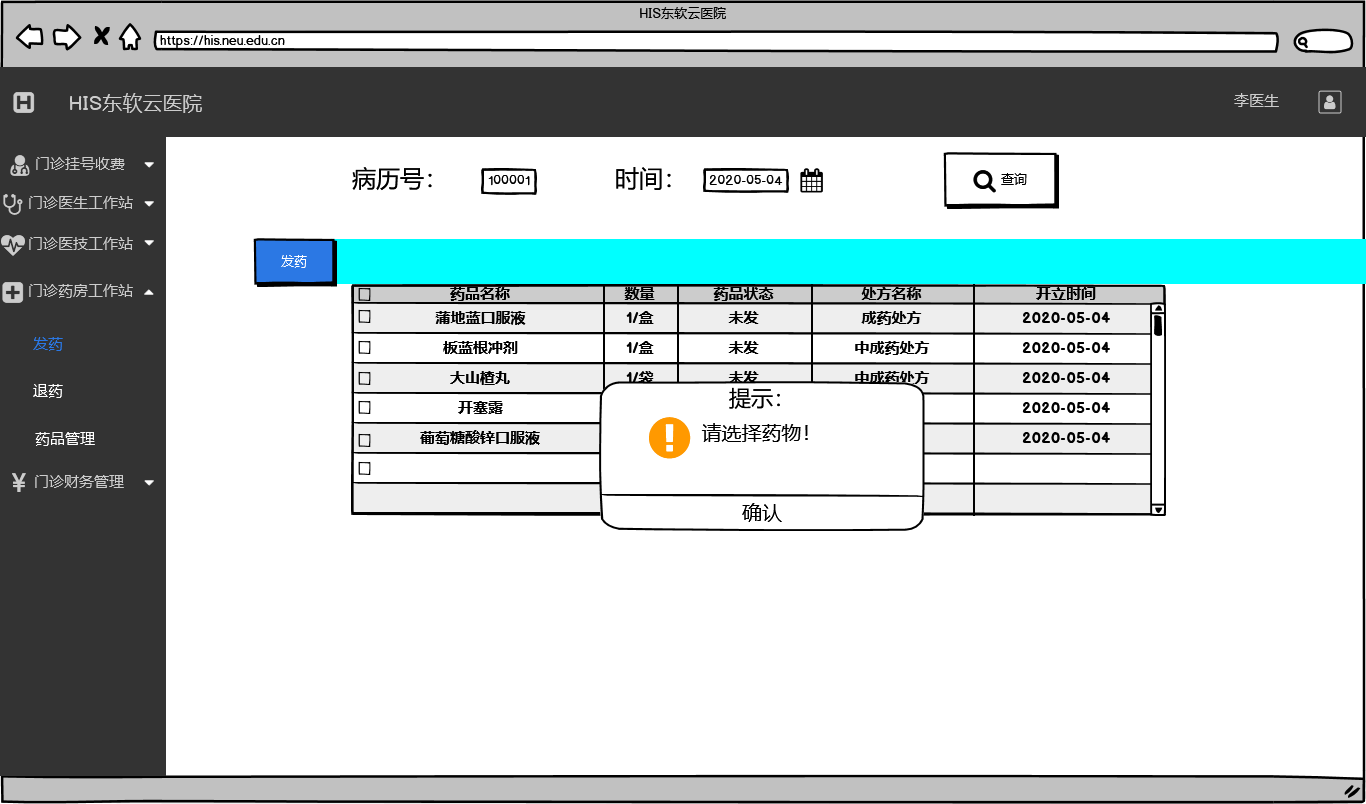 HIS东软云医院
https://his.neu.edu.cn
HIS东软云医院
李医生
门诊挂号收费
门诊医生工作站
门诊医技工作站
门诊药房工作站
发药
退药
药品管理
门诊财务管理
病历号： 100001 时间： 2020-05-04 查询
发药
药品名称 数量 药品状态 处方名称 开立时间
蒲地蓝口服液 1/盒 未发 成药处方 2020-05-04
板蓝根冲剂 1/盒 未发 中成药处方 2020-05-04
大山楂丸 1/袋 未发 中成药处方 2020-05-04
开塞露 2020-05-04
葡萄糖酸锌口服液 2020-05-04
提示：
请选择药物！
确认